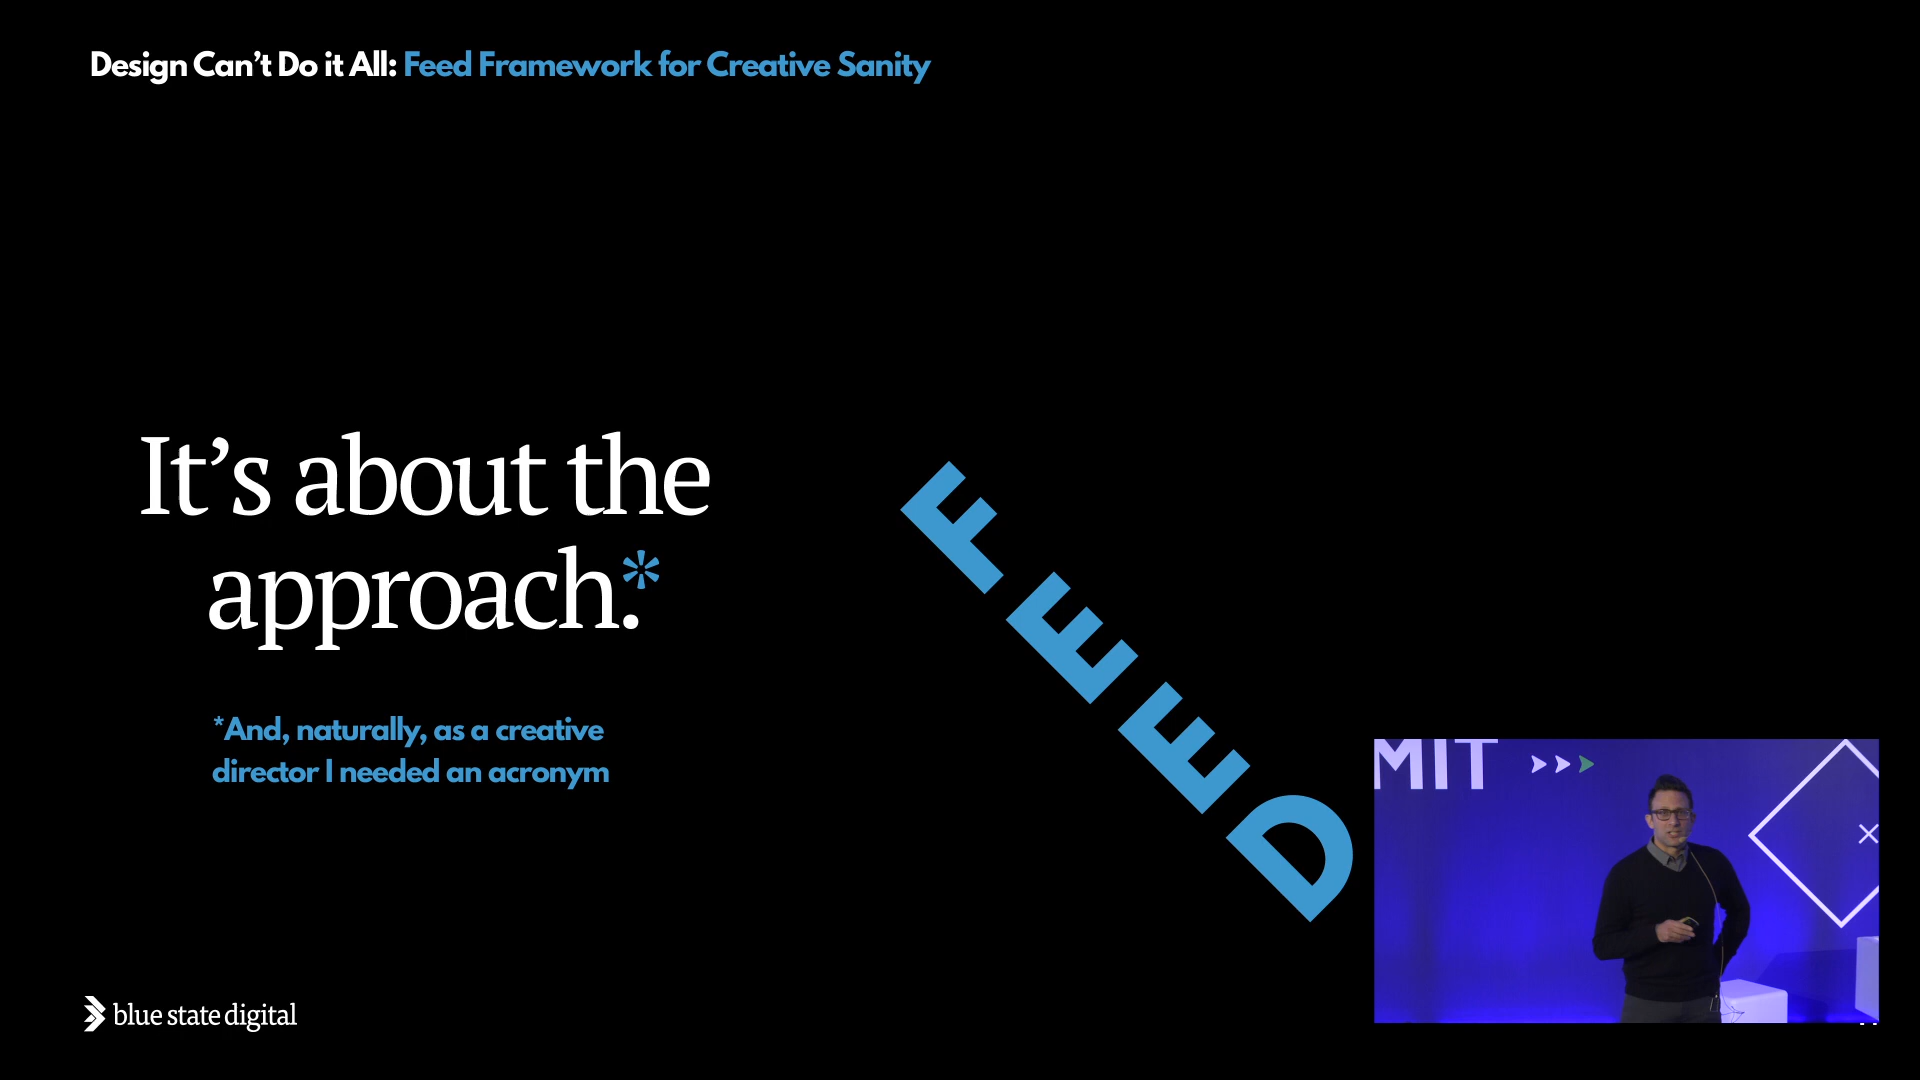 Design Can’t Do it All: Feed Framework for Creative Sanity
It’s about the
approach.*
*And, naturally, as a creative
director I needed an acronym
FEED
MIT
blue state digital